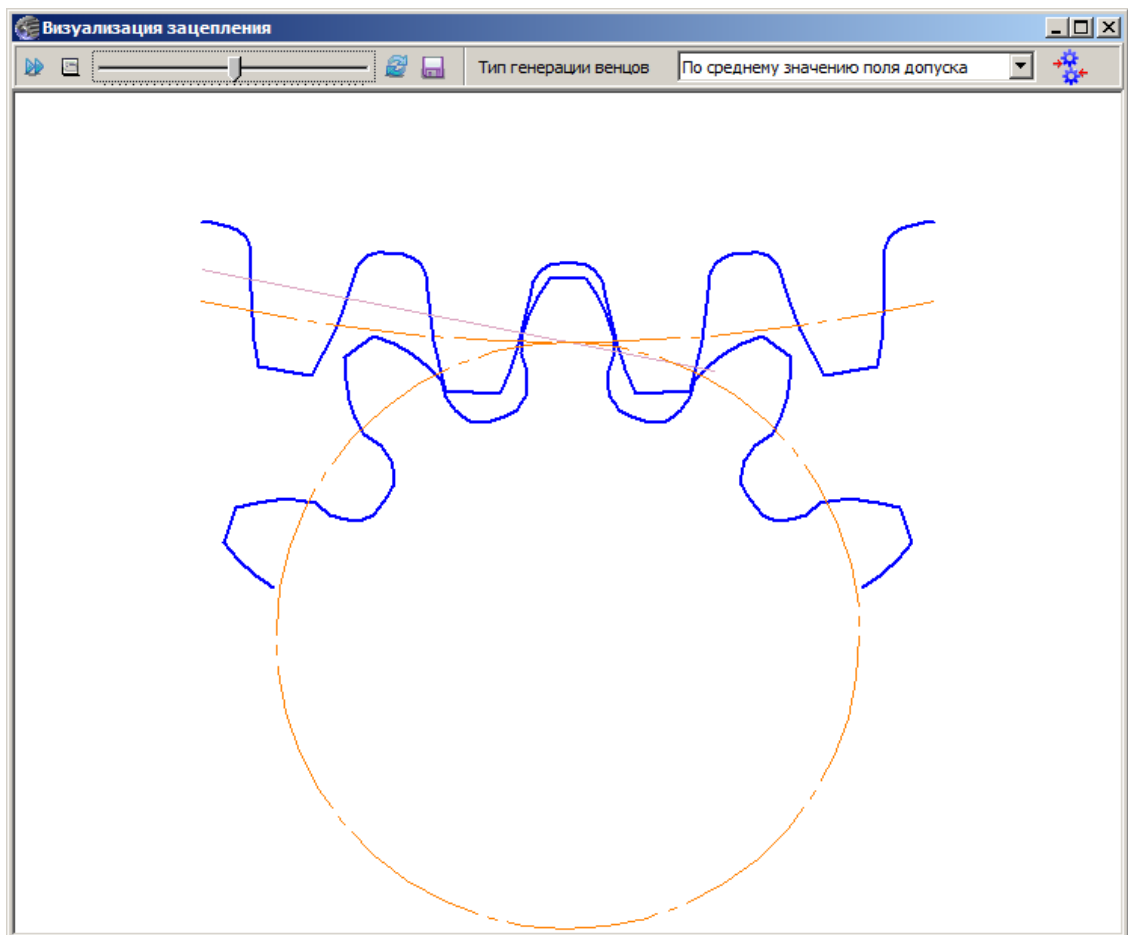 Визуализация зацепления
Тип генерации венцов
По среднему значению поля допуска